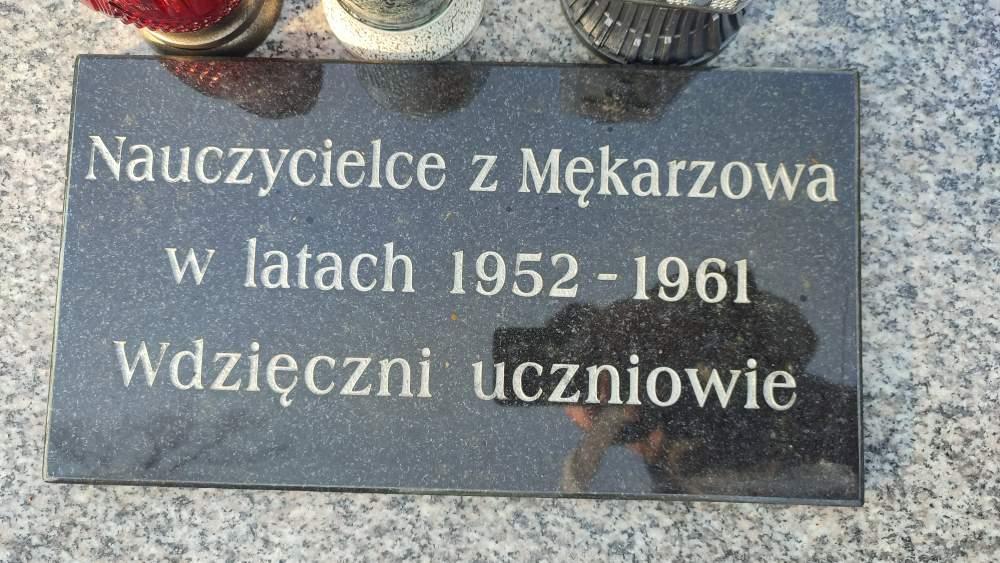 Nauczycielce z Mękarzowa
w latach 1952-1961
Wdzięczni uczniowie